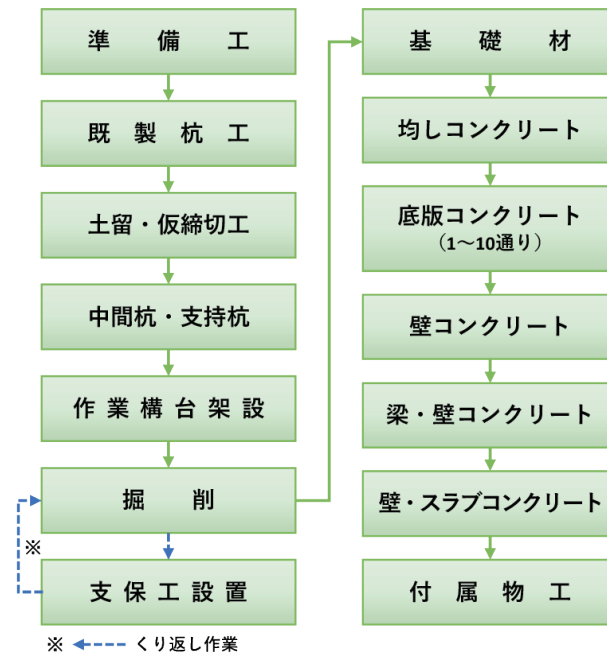 準備工
既製杭工
土留・仮締切工
中間杭・支持杭
作業構台架設
掘削
※
支保工設置
※ くり返し作業
基礎材
均しコンクリート
底版コンクリート
（1〜10通り）
壁コンクリート
梁・壁コンクリート
壁・スラブコンクリート
付属物工